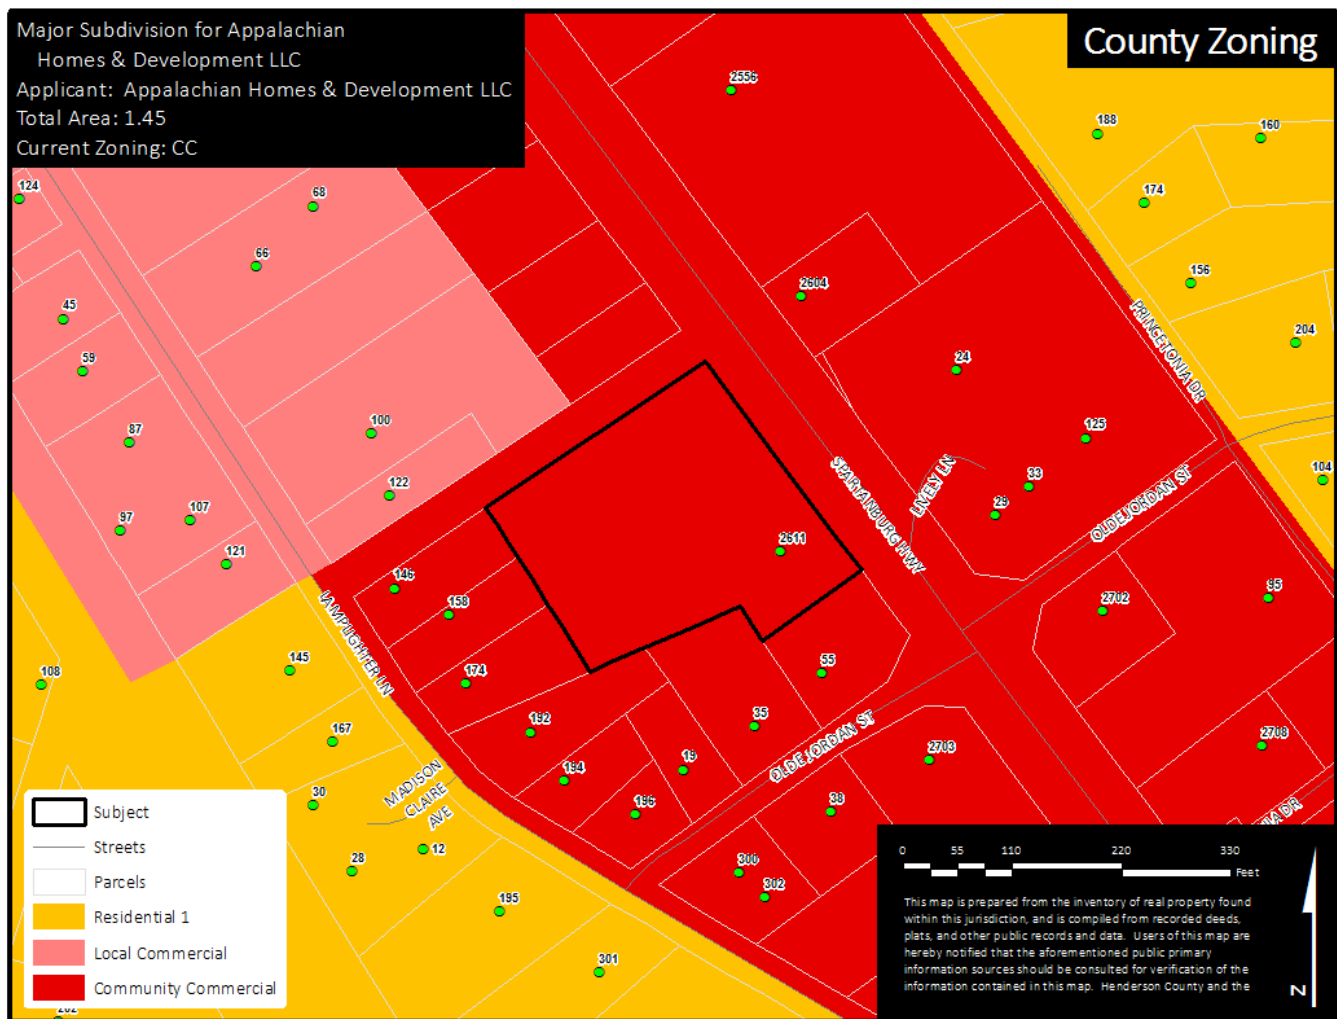 Major Subdivision for Appalachian
Homes & Development LLC
Applicant: Appalachian Homes & Development LLC
Total Area: 1.45
Current Zoning: CC
County Zoning
2556
188
160
124
68
174
66
156
2604
45
204
59
24
PRINCETONIA DR
100
87
125
122
SPARTANBURG HWY
LIVELY LN
33
104
107
29
OLDE JORDAN ST
97
2611
121
146
95
158
2702
LAMPLIGHTER LN
145
108
55
174
192
35
167
OLDE JORDAN ST
2708
19
2703
194
MADISON
CLAIRE
AVE
30
196
38
12
28
300
302
195
301
Subject
Streets
Parcels
Residential 1
Local Commercial
Community Commercial
0 55 110 220 330
Feet
This map is prepared from the inventory of real property found
within this jurisdiction, and is compiled from recorded deeds,
plats, and other public records and data. Users of this map are
hereby notified that the aforementioned public primary
information sources should be consulted for verification of the
information contained in this map. Henderson County and the
N